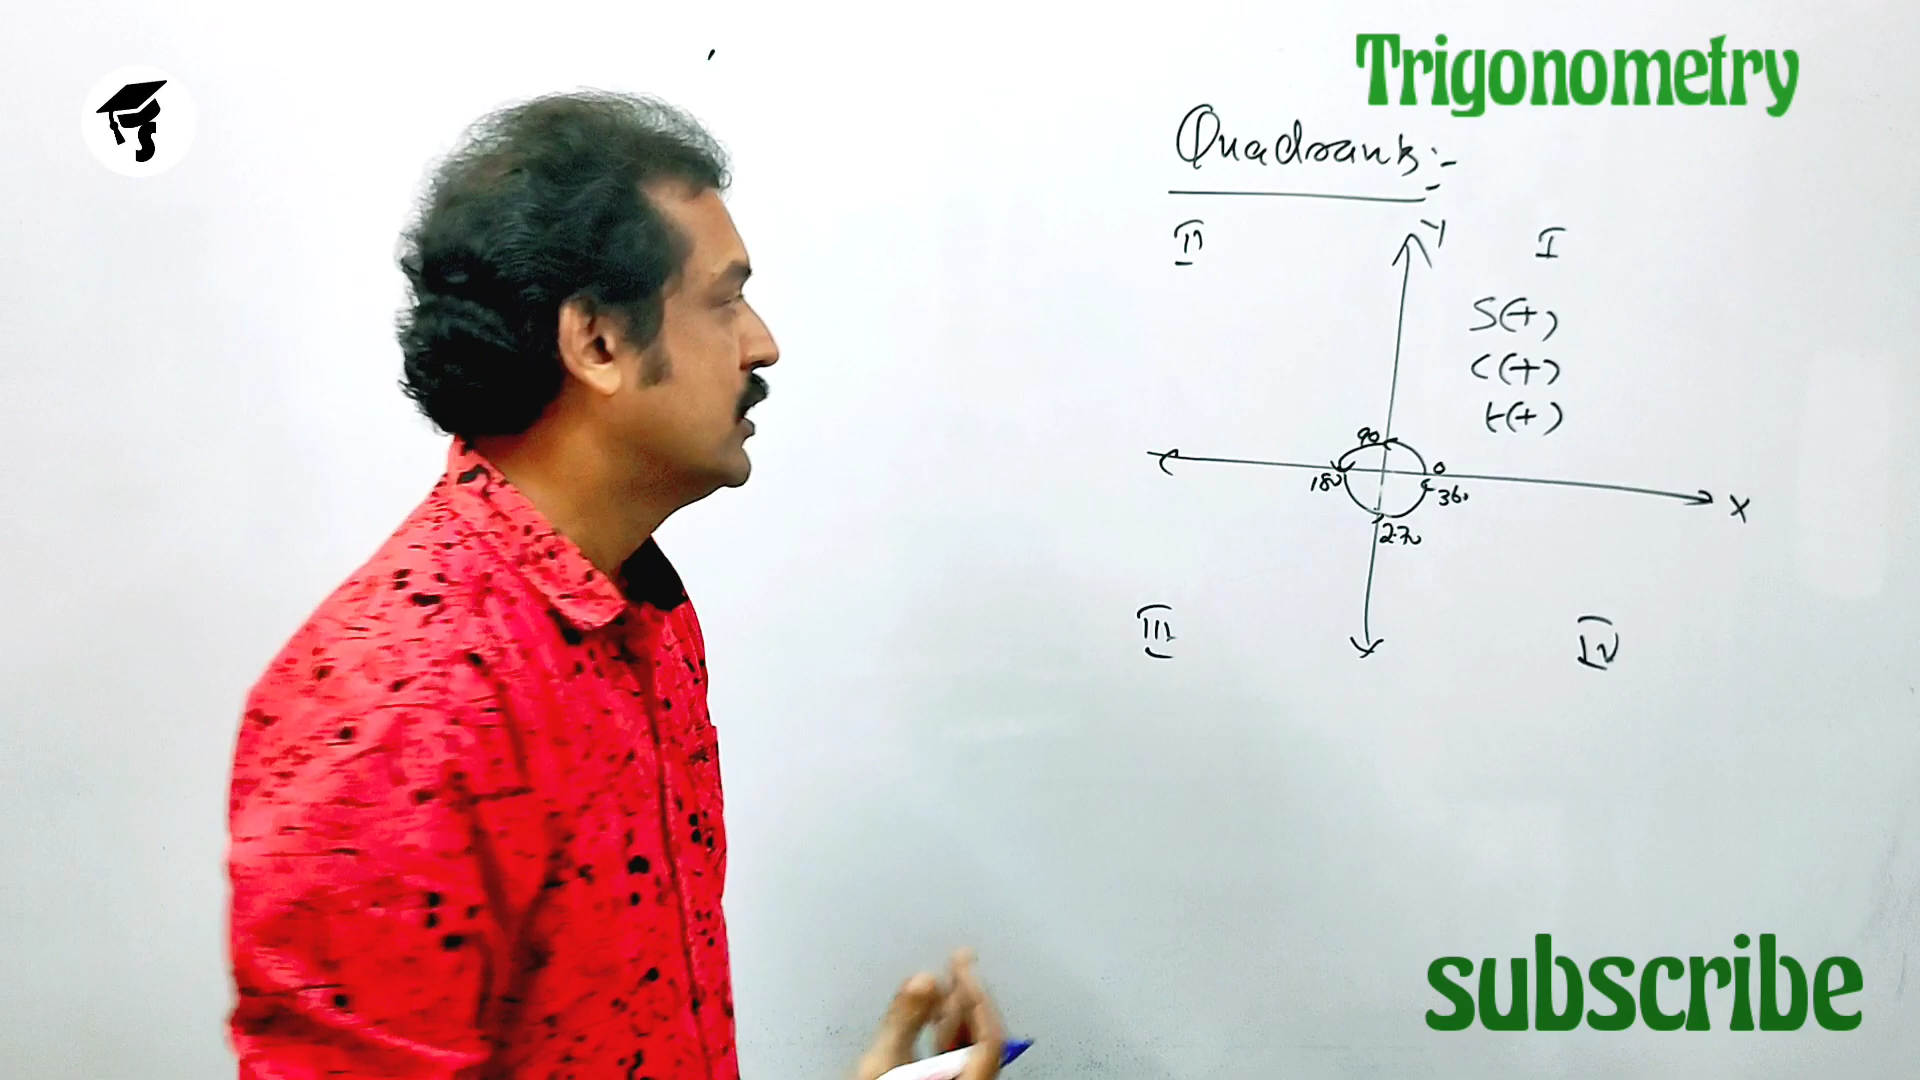 Trigonometry
Quadrants:-
II
Y
I
S(+)
C(+)
t(+)
90
0
180
360
X
270
III
IV
subscribe